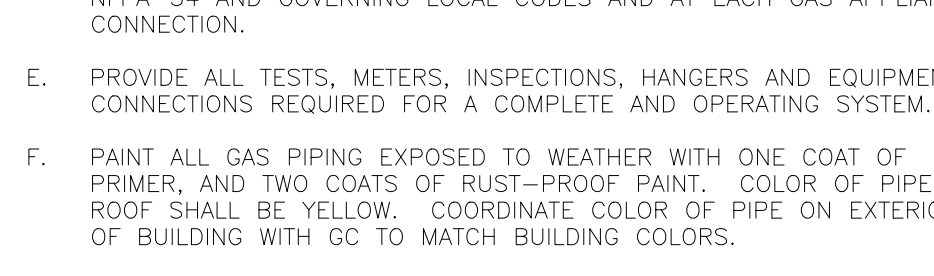 CONNECTION.
E. PROVIDE ALL TESTS, METERS, INSPECTIONS, HANGERS AND
CONNECTIONS REQUIRED FOR A COMPLETE AND OPERATING SYSTEM.
F. PAINT ALL GAS PIPING EXPOSED TO WEATHER WITH ONE COAT OF
PRIMER, AND TWO COATS OF RUST-PROOF PAINT. COLOR OF PIPE
ROOF SHALL BE YELLOW. COORDINATE COLOR OF PIPE ON
OF BUILDING WITH GC TO MATCH BUILDING COLORS.